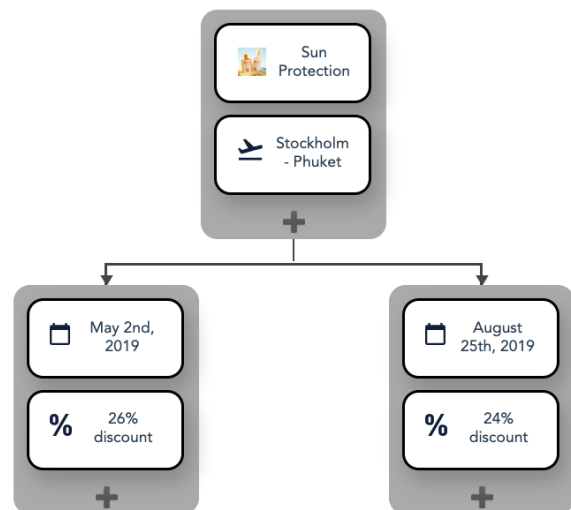 Sun
Protection
Stockholm
- Phuket
May 2nd,
2019
%
26%
discount
August
25th, 2019
%
24%
discount